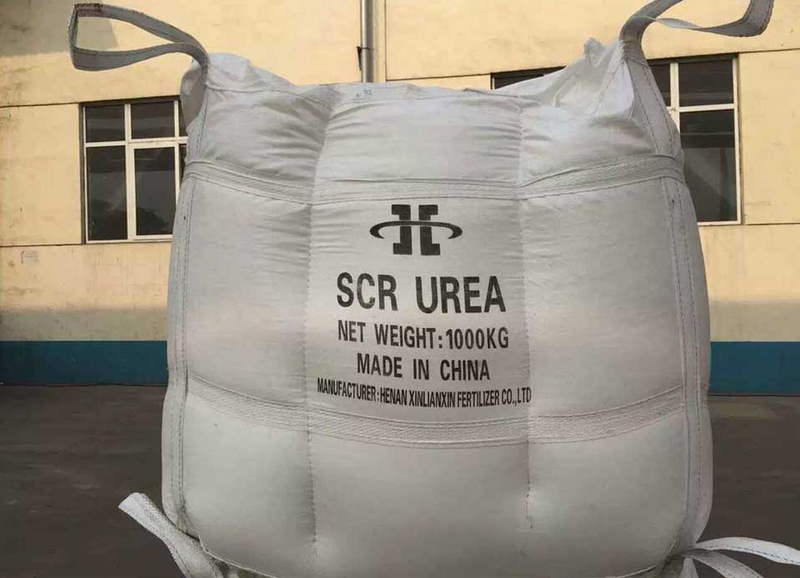 SCR UREA
NET WEIGHT:1000KG
MADE IN CHINA
MANUFACTURER:HENAN XINLIANXIN FERTILIZER CO.,LTD